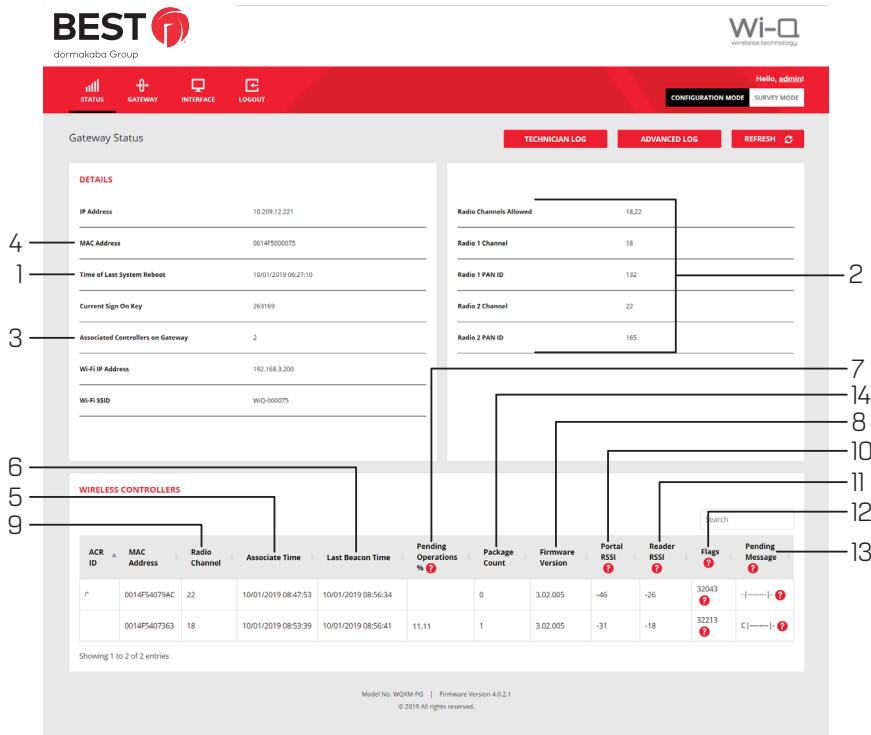 BEST
dormakaba Group
Wi-Q
wireless technology
Hello, admin!
STATUS GATEWAY INTERFACE LOGOUT
CONFIGURATION MODE SURVEY MODE
Gateway Status
TECHNICIAN LOG ADVANCED LOG REFRESH
DETAILS
IP Address 10.209.12.221 Radio Channels Allowed 18,22
4 MAC Address 0014F5000075 Radio 1 Channel 18
1 Time of Last System Reboot 10/01/2019 06:27:10 Radio 1 PAN ID 132 2
Current Sign On Key 263169 Radio 2 Channel 22
3 Associated Controllers on Gateway 2 Radio 2 PAN ID 165
Wi-Fi IP Address 192.168.3.200 7
Wi-Fi SSID WiQ-000075 14
8
10
6
5 WIRELESS CONTROLLERS 11
9 Search 12
ACR ID MAC Address Radio Channel Associate Time Last Beacon Time Pending Operations % ? Package Count Firmware Version Portal RSSI ? Reader RSSI ? Flags ? Pending Message ? 13
0014F54079AC 22 10/01/2019 08:47:53 10/01/2019 08:56:34 0 3.02.005 -46 -26 32043 ? -|--------|- ?
0014F5407363 18 10/01/2019 08:53:39 10/01/2019 08:56:41 11.11 1 3.02.005 -31 -18 32213 ? C|--------|- ?
Showing 1 to 2 of 2 entries
Model No. WQXM-PG | Firmware Version 4.0.2.1
© 2019 All rights reserved.